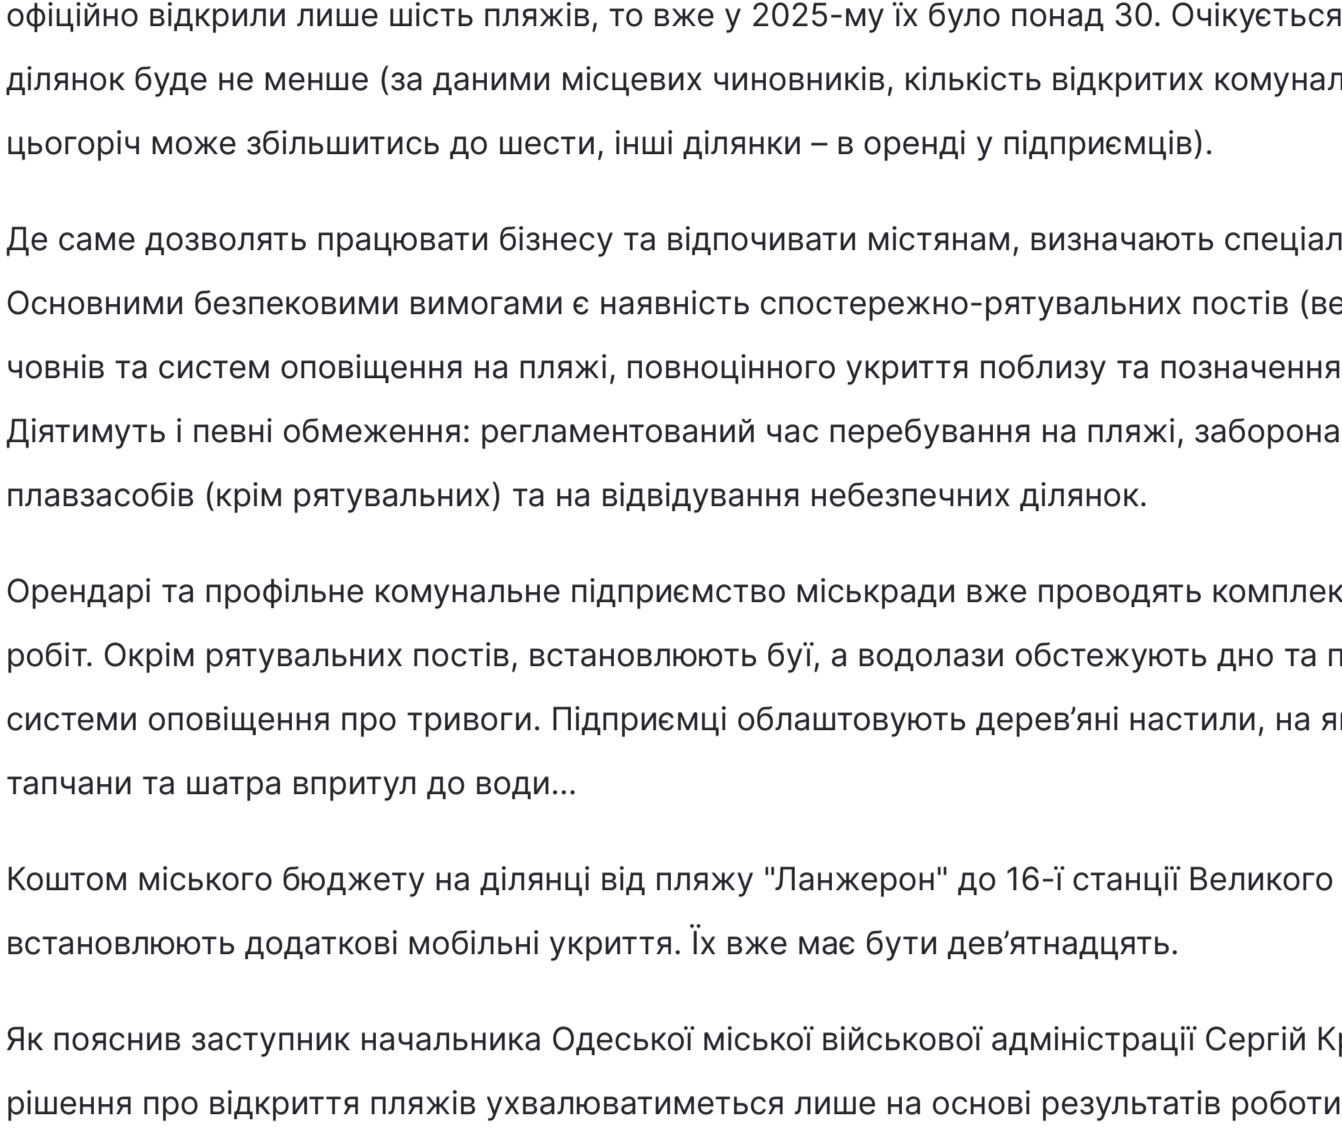 офіційно відкрили лише шість пляжів, то вже у 2025-му їх було понад 30. Очікується
ділянок буде не менше (за даними місцевих чиновників, кількість відкритих комунал
цьогоріч може збільшитись до шести, інші ділянки – в оренді у підприємців).
Де саме дозволять працювати бізнесу та відпочивати містянам, визначають спеціал
Основними безпековими вимогами є наявність спостережно-рятувальних постів (ве
човнів та систем оповіщення на пляжі, повноцінного укриття поблизу та позначення
Діятимуть і певні обмеження: регламентований час перебування на пляжі, заборона
плавзасобів (крім рятувальних) та на відвідування небезпечних ділянок.
Орендарі та профільне комунальне підприємство міськради вже проводять комплек
робіт. Окрім рятувальних постів, встановлюють буї, а водолази обстежують дно та п
системи оповіщення про тривоги. Підприємці облаштовують дерев’яні настили, на я
тапчани та шатра впритул до води...
Коштом міського бюджету на ділянці від пляжу "Ланжерон" до 16-ї станції Великого
встановлюють додаткові мобільні укриття. Їх вже має бути дев’ятнадцять.
Як пояснив заступник начальника Одеської міської військової адміністрації Сергій Кр
рішення про відкриття пляжів ухвалюватиметься лише на основі результатів роботи